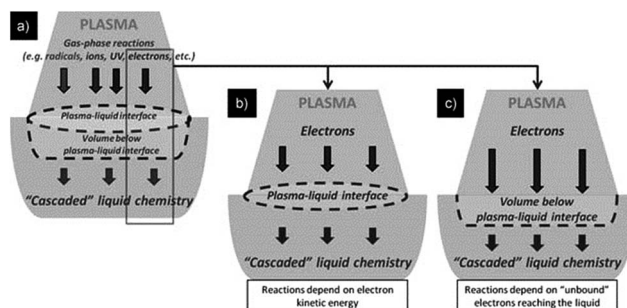 a)
PLASMA
Gas-phase reactions
(e.g. radicals, ions, UV, electrons, etc.)
Plasma-liquid interface
Volume below
plasma-liquid interface
"Cascaded" liquid chemistry
b)
PLASMA
Electrons
Plasma-liquid interface
"Cascaded" liquid chemistry
Reactions depend on electron
kinetic energy
c)
PLASMA
Electrons
Volume below
plasma-liquid interface
"Cascaded" liquid chemistry
Reactions depend on "unbound"
electrons reaching the liquid